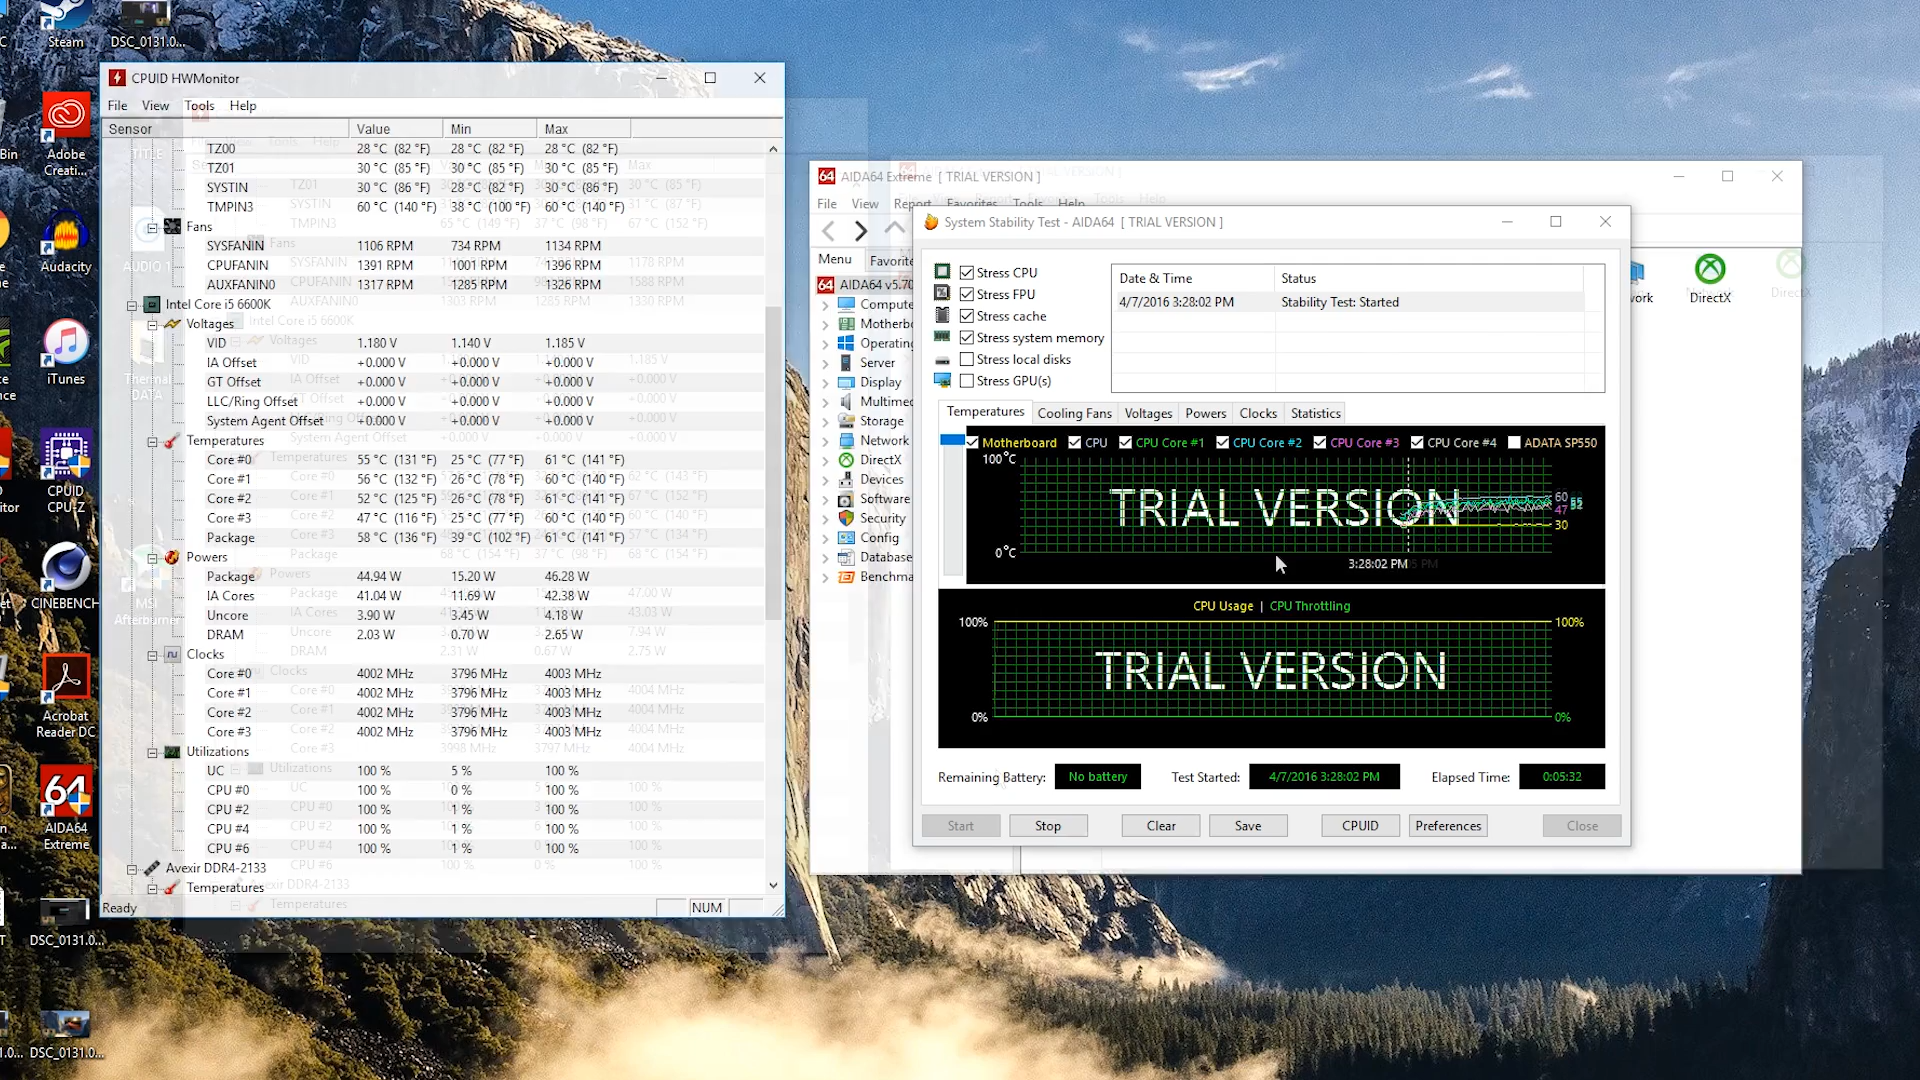 Steam
DSC_0131.0...
Adobe
Creati...
Audacity
iTunes
CPUID
CPU-Z
CINEBENCH
Acrobat
Reader DC
AIDA64
Extreme
DSC_0131.0...
DSC_0131.0...
CPUID HWMonitor
File View Tools Help
Sensor Value Min Max
TZ00 28 °C (82 °F) 28 °C (82 °F) 28 °C (82 °F)
TZ01 30 °C (85 °F) 30 °C (85 °F) 30 °C (85 °F)
SYSTIN 30 °C (86 °F) 28 °C (82 °F) 30 °C (86 °F)
TMPIN3 60 °C (140 °F) 38 °C (100 °F) 60 °C (140 °F)
Fans
SYSFANIN 1106 RPM 734 RPM 1134 RPM
CPUFANIN 1391 RPM 1001 RPM 1396 RPM
AUXFANIN0 1317 RPM 1285 RPM 1326 RPM
Intel Core i5 6600K
Voltages
VID 1.180 V 1.140 V 1.185 V
IA Offset +0.000 V +0.000 V +0.000 V
GT Offset +0.000 V +0.000 V +0.000 V
LLC/Ring Offset +0.000 V +0.000 V +0.000 V
System Agent Offset +0.000 V +0.000 V +0.000 V
Temperatures
Core #0 55 °C (131 °F) 25 °C (77 °F) 61 °C (141 °F)
Core #1 56 °C (132 °F) 26 °C (78 °F) 60 °C (140 °F)
Core #2 52 °C (125 °F) 26 °C (78 °F) 61 °C (141 °F)
Core #3 47 °C (116 °F) 25 °C (77 °F) 60 °C (140 °F)
Package 58 °C (136 °F) 39 °C (102 °F) 61 °C (141 °F)
Powers
Package 44.94 W 15.20 W 46.28 W
IA Cores 41.04 W 11.69 W 42.38 W
Uncore 3.90 W 3.45 W 4.18 W
DRAM 2.03 W 0.70 W 2.65 W
Clocks
Core #0 4002 MHz 3796 MHz 4003 MHz
Core #1 4002 MHz 3796 MHz 4003 MHz
Core #2 4002 MHz 3796 MHz 4003 MHz
Core #3 4002 MHz 3796 MHz 4003 MHz
Utilizations
UC 100 % 5 % 100 %
CPU #0 100 % 0 % 100 %
CPU #2 100 % 1 % 100 %
CPU #4 100 % 1 % 100 %
CPU #6 100 % 1 % 100 %
Avexir DDR4-2133
Temperatures
Ready NUM
64 AIDA64 Extreme [ TRIAL VERSION ]
File View Report Tools Help
Menu Favorite
64 AIDA64 v5.70
Compute
Motherbo
Operating
Server
Display
Multimed
Storage
Network
DirectX
Devices
Software
Security
Config
Database
Benchma
work DirectX
System Stability Test - AIDA64 [ TRIAL VERSION ]
Stress CPU
Stress FPU
Stress cache
Stress system memory
Stress local disks
Stress GPU(s)
Date & Time Status
4/7/2016 3:28:02 PM Stability Test: Started
Temperatures Cooling Fans Voltages Powers Clocks Statistics
Motherboard CPU CPU Core #1 CPU Core #2 CPU Core #3 CPU Core #4 ADATA SP550
100°C
TRIAL VERSION
60
55
52
47
30
0°C
3:28:02 PM
CPU Usage | CPU Throttling
100% 100%
TRIAL VERSION
0% 0%
Remaining Battery: No battery Test Started: 4/7/2016 3:28:02 PM Elapsed Time: 0:05:32
Start Stop Clear Save CPUID Preferences Close